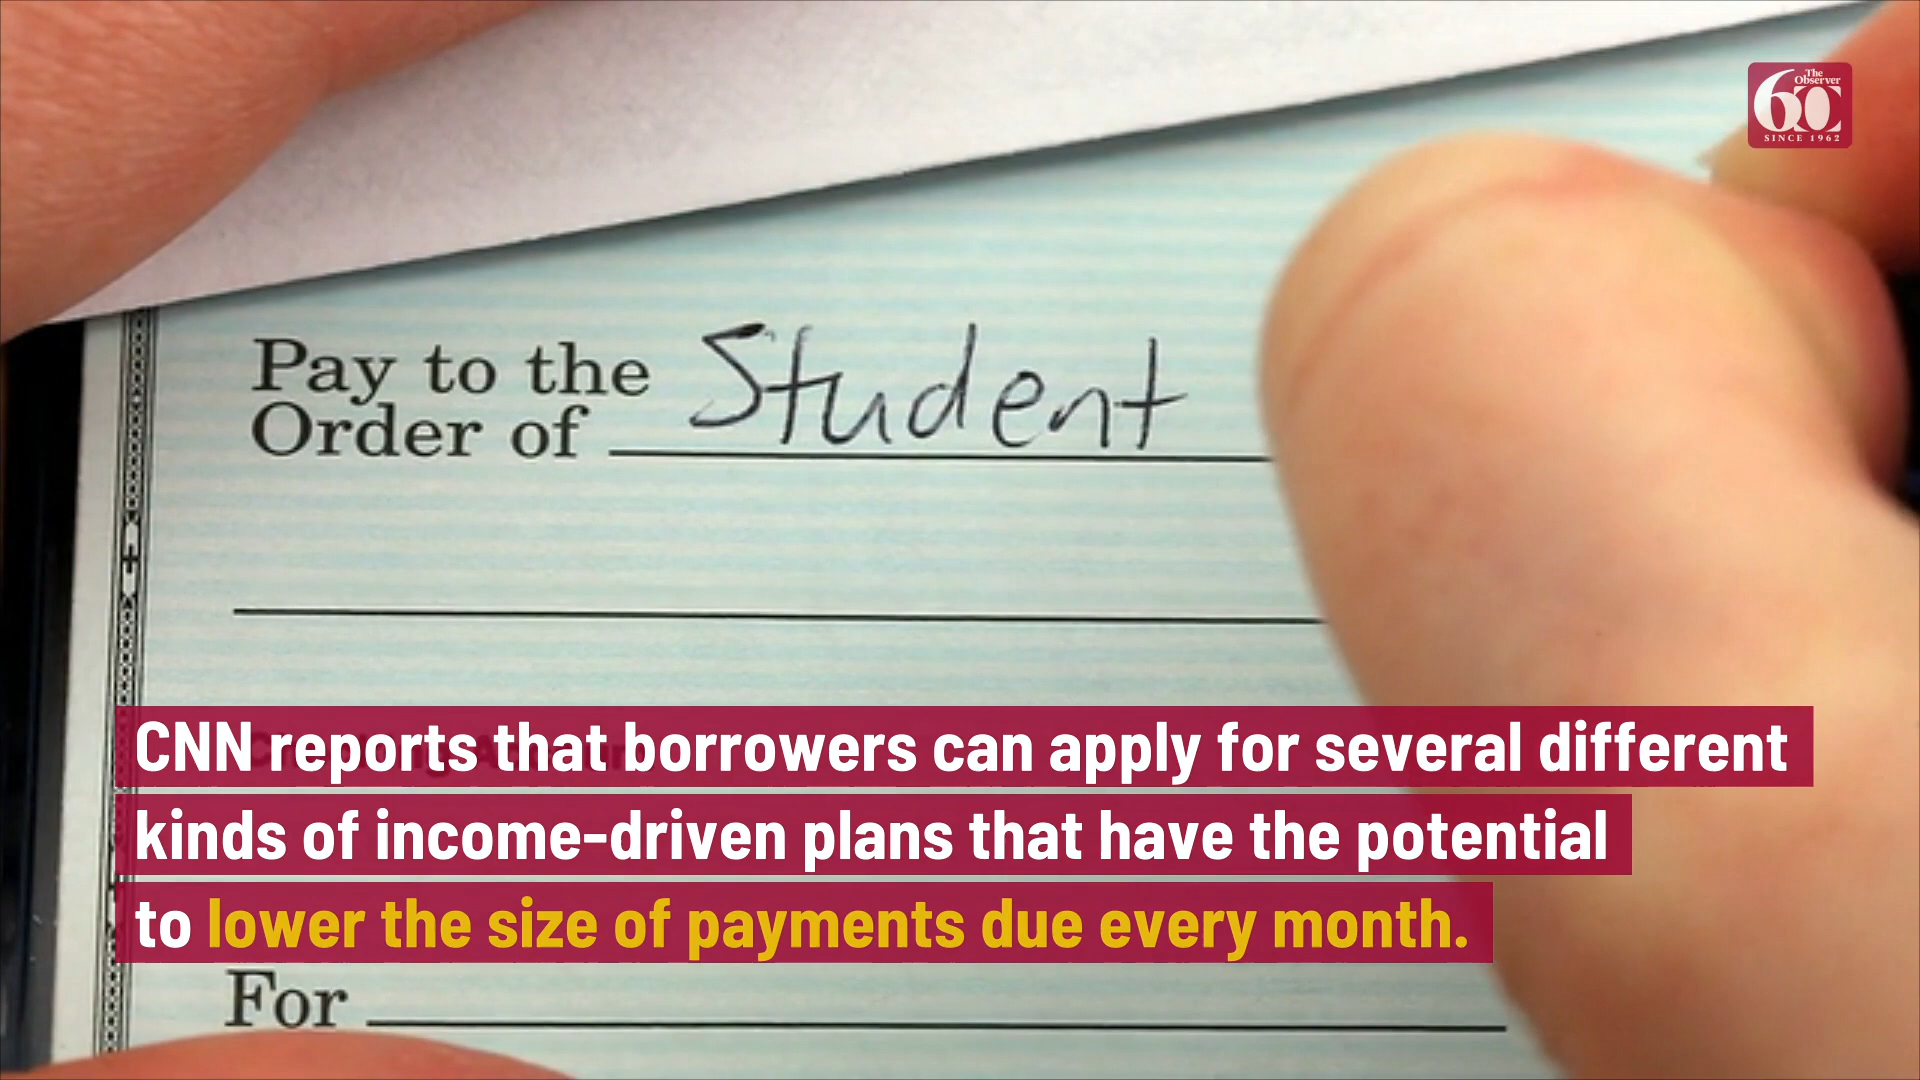 The
Observer
60
SINCE 1962
Pay to the
Order of Student
CNN reports that borrowers can apply for several different
kinds of income-driven plans that have the potential
to lower the size of payments due every month.
For